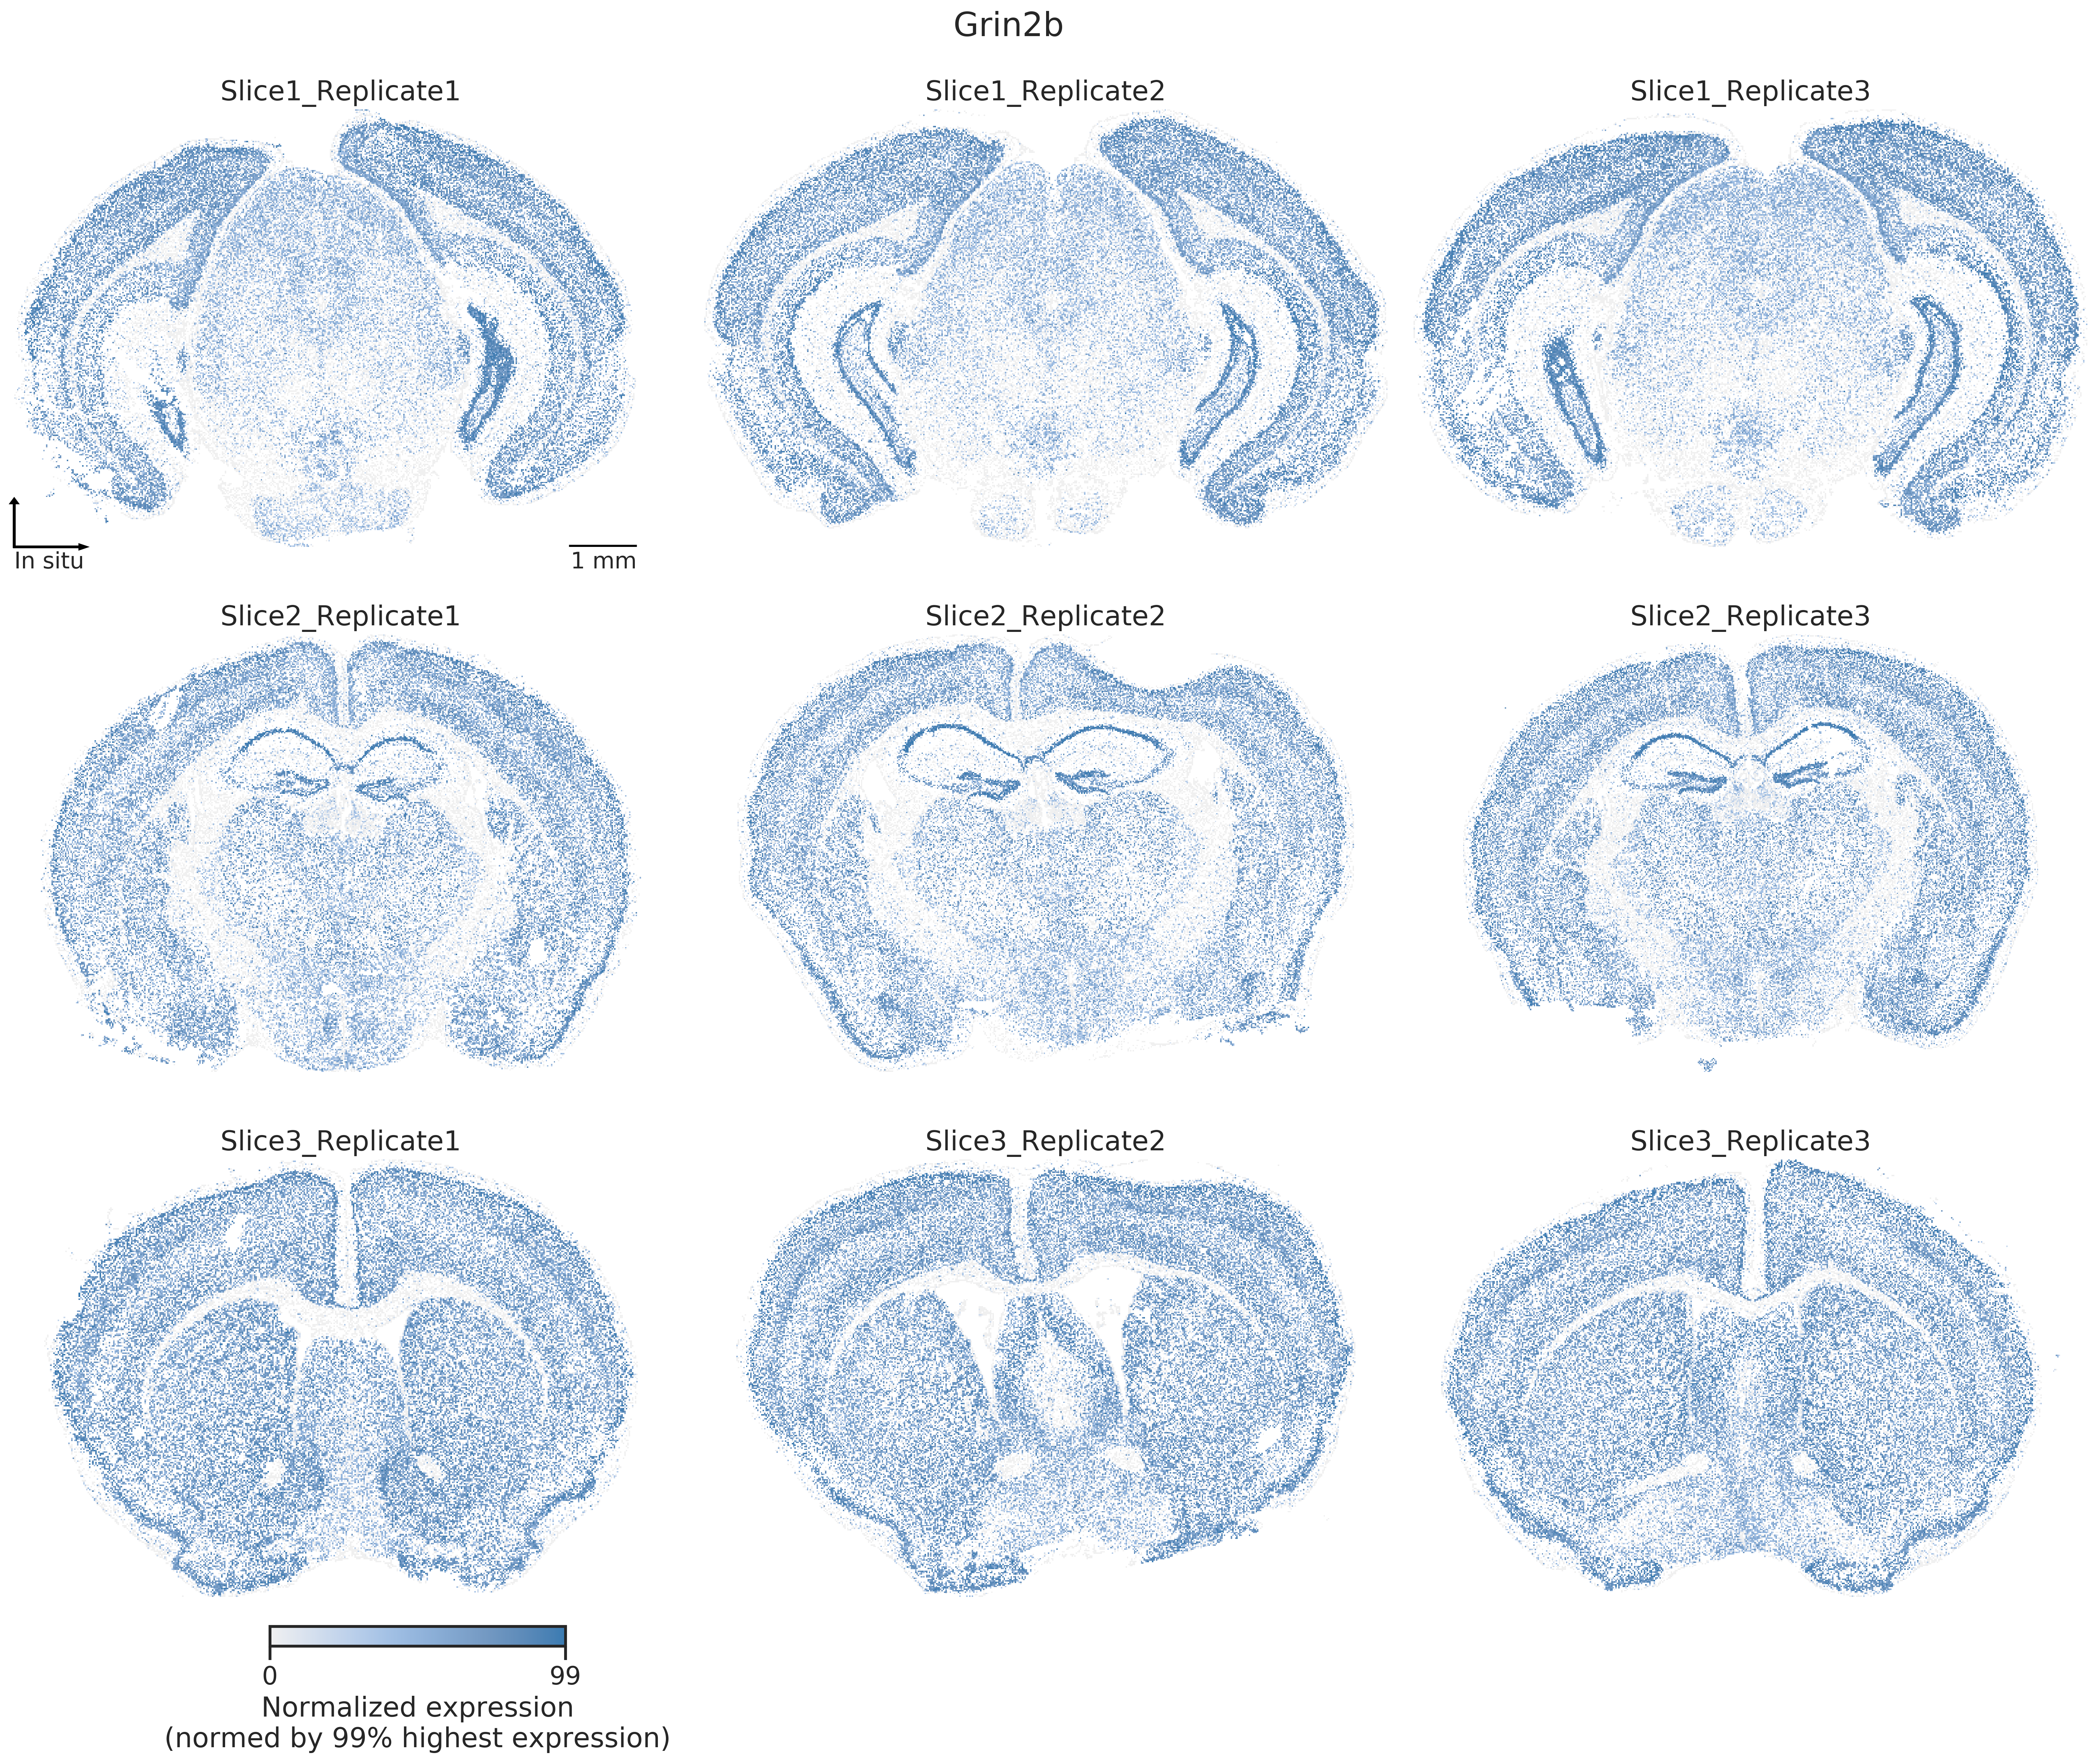 Grin2b
Slice1_Replicate1
Slice1_Replicate2
Slice1_Replicate3
In situ
1 mm
Slice2_Replicate1
Slice2_Replicate2
Slice2_Replicate3
Slice3_Replicate1
Slice3_Replicate2
Slice3_Replicate3
0
99
Normalized expression
(normed by 99% highest expression)